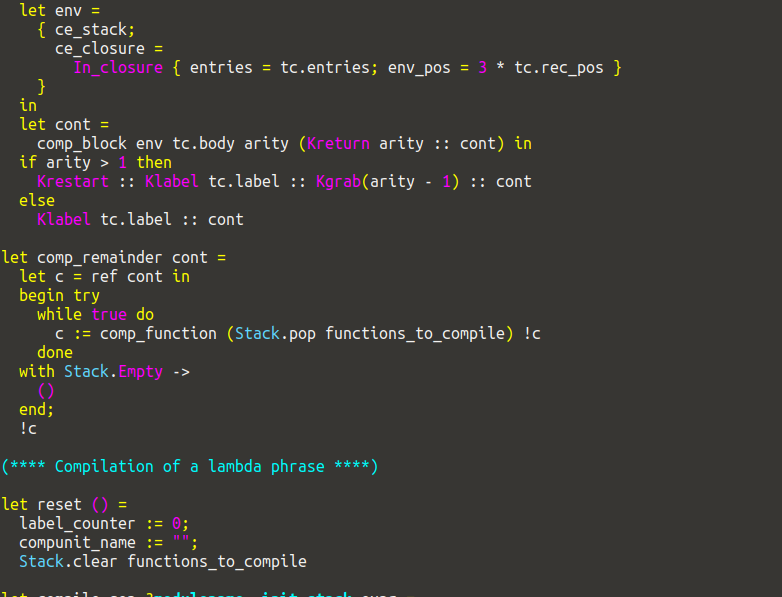 let env =
{ ce_stack;
ce_closure =
In_closure { entries = tc.entries; env_pos = 3 * tc.rec_pos }
}
in
let cont =
comp_block env tc.body arity (Kreturn arity :: cont) in
if arity > 1 then
Krestart :: Klabel tc.label :: Kgrab(arity - 1) :: cont
else
Klabel tc.label :: cont
let comp_remainder cont =
let c = ref cont in
begin try
while true do
c := comp_function (Stack.pop functions_to_compile) !c
done
with Stack.Empty ->
()
end;
!c
(**** Compilation of a lambda phrase ****)
let reset () =
label_counter := 0;
compunit_name := "";
Stack.clear functions_to_compile